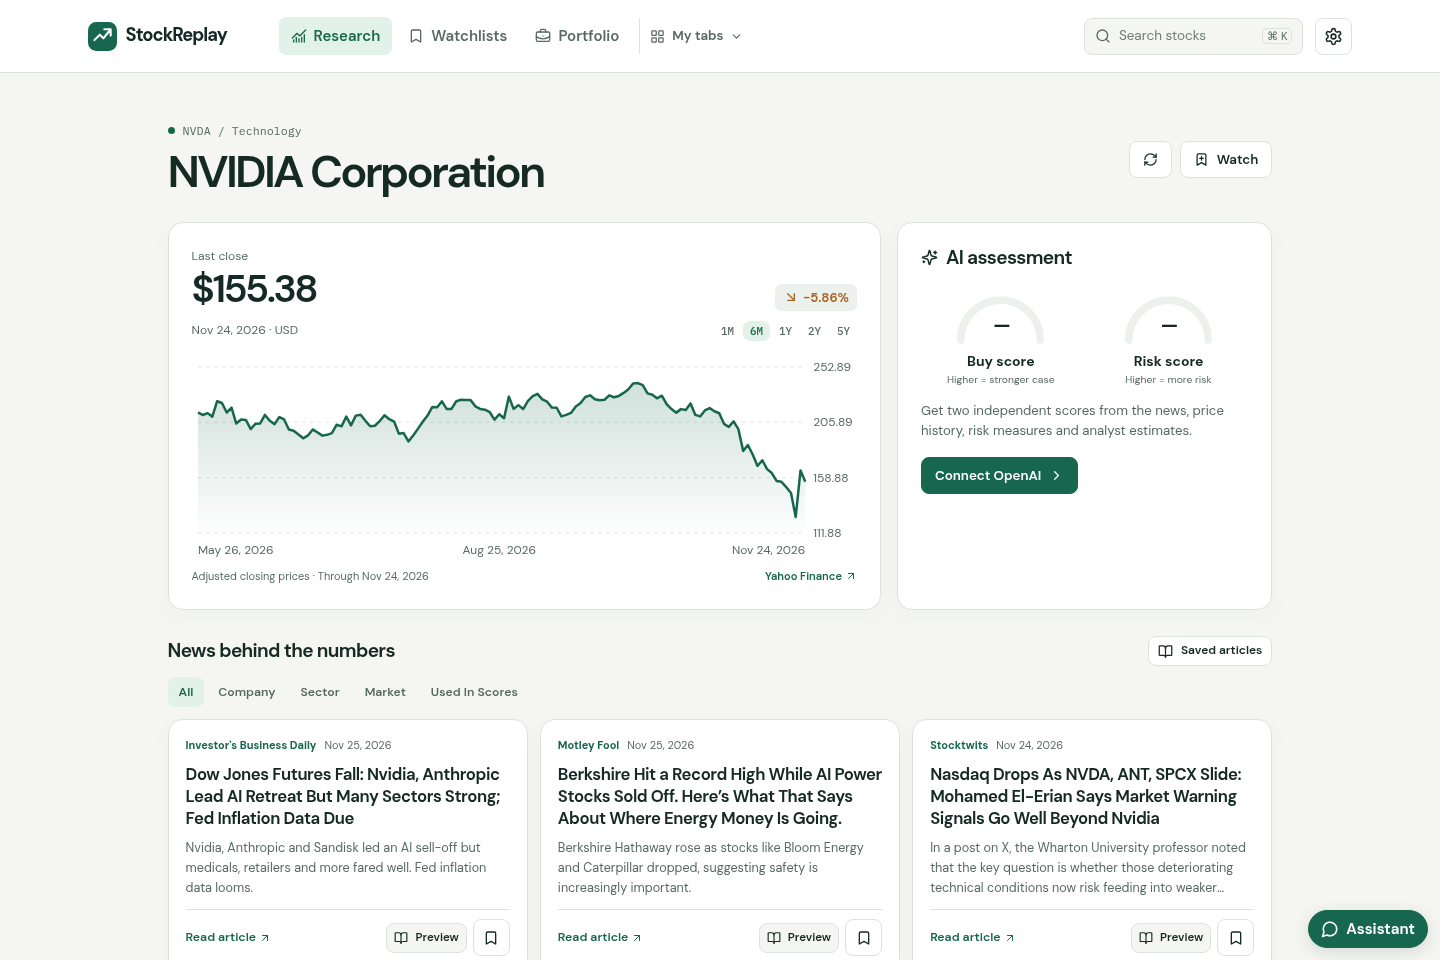 StockReplay
Research
Watchlists
Portfolio
My tabs
Search stocks
⌘ K
NVDA / Technology
NVIDIA Corporation
Watch
Last close
$155.38
-5.86%
Nov 24, 2026 · USD
1M 6M 1Y 2Y 5Y
252.89
205.89
158.88
111.88
May 26, 2026
Aug 25, 2026
Nov 24, 2026
Adjusted closing prices · Through Nov 24, 2026
Yahoo Finance
AI assessment
—
—
Buy score
Risk score
Higher = stronger case
Higher = more risk
Get two independent scores from the news, price
history, risk measures and analyst estimates.
Connect OpenAI
News behind the numbers
Saved articles
All
Company
Sector
Market
Used In Scores
Investor's Business Daily Nov 25, 2026
Dow Jones Futures Fall: Nvidia, Anthropic
Lead AI Retreat But Many Sectors Strong;
Fed Inflation Data Due
Nvidia, Anthropic and Sandisk led an AI sell-off but
medicals, retailers and more fared well. Fed inflation
data looms.
Read article
Preview
Motley Fool Nov 25, 2026
Berkshire Hit a Record High While AI Power
Stocks Sold Off. Here’s What That Says
About Where Energy Money Is Going.
Berkshire Hathaway rose as stocks like Bloom Energy
and Caterpillar dropped, suggesting safety is
increasingly important.
Read article
Preview
Stocktwits Nov 24, 2026
Nasdaq Drops As NVDA, ANT, SPCX Slide:
Mohamed El-Erian Says Market Warning
Signals Go Well Beyond Nvidia
In a post on X, the Wharton University professor noted
that the key question is whether those deteriorating
technical conditions now risk feeding into weaker…
Read article
Preview
Assistant